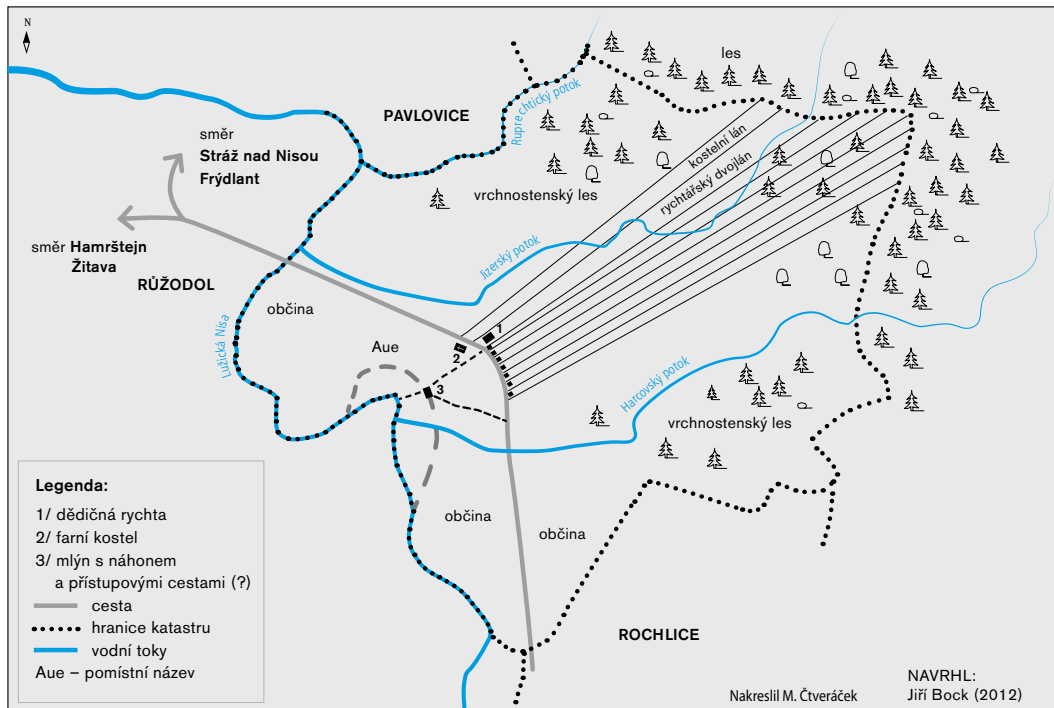 N
les
PAVLOVICE
Ruprechtický potok
směr
Stráž nad Nisou
Frýdlant
kostelní lán
rychtářský dvojlán
vrchnostenský les
směr Hamrštejn
Žitava
Jizerský potok
RŮŽODOL
občina
Lužická Nisa
Aue
1
2
3
Harcovský potok
vrchnostenský les
občina
občina
ROCHLICE
Legenda:
1/ dědičná rychta
2/ farní kostel
3/ mlýn s náhonem
a přístupovými cestami (?)
cesta
hranice katastru
vodní toky
Aue – pomístní název
Nakreslil M. Čtveráček
NAVRHL:
Jiří Bock (2012)